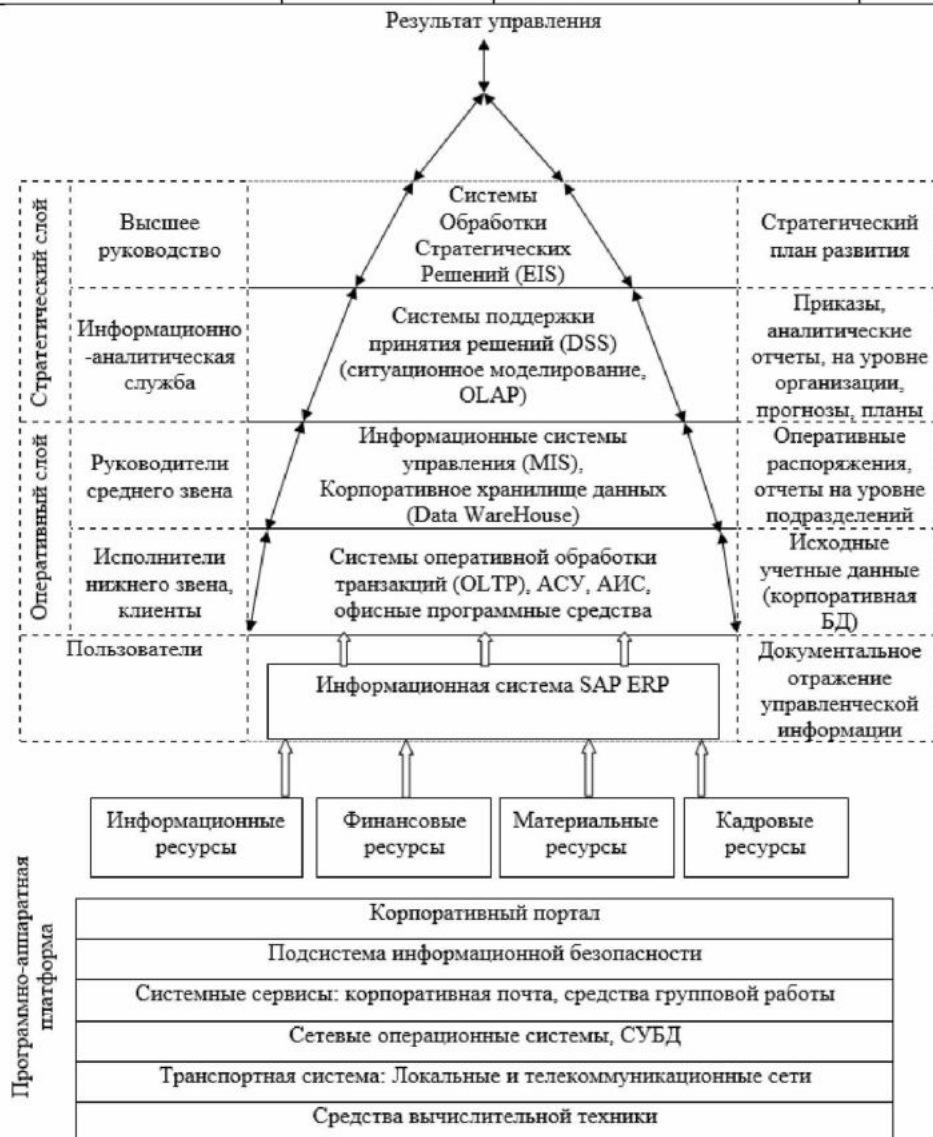 Результат управления
Стратегический слой
Высшее
руководство
Системы
Обработки
Стратегических
Решений (EIS)
Стратегический
план развития
Информационно
-аналитическая
служба
Системы поддержки
принятия решений (DSS)
(ситуационное моделирование,
OLAP)
Приказы,
аналитические
отчеты, на уровне
организации,
прогнозы, планы
Оперативный слой
Руководители
среднего звена
Информационные системы
управления (MIS),
Корпоративное хранилище данных
(Data WareHouse)
Оперативные
распоряжения,
отчеты на уровне
подразделений
Исполнители
нижнего звена,
клиенты
Системы оперативной обработки
транзакций (OLTP), АСУ, АИС,
офисные программные средства
Исходные
учетные данные
(корпоративная
БД)
Пользователи
Информационная система SAP ERP
Документальное
отражение
управленческой
информации
Информационные
ресурсы
Финансовые
ресурсы
Материальные
ресурсы
Кадровые
ресурсы
Программно-аппаратная
платформа
Корпоративный портал
Подсистема информационной безопасности
Системные сервисы: корпоративная почта, средства групповой работы
Сетевые операционные системы, СУБД
Транспортная система: Локальные и телекоммуникационные сети
Средства вычислительной техники